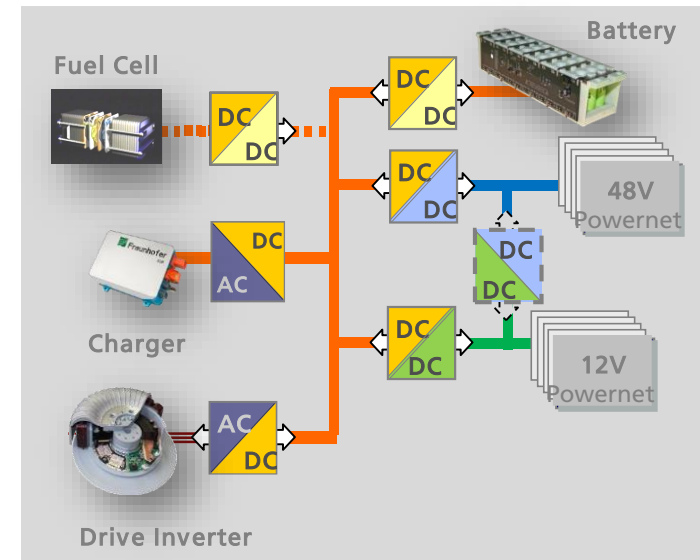 Battery
Fuel Cell
DC
DC
DC
DC
DC
DC
48V
Powernet
DC
AC
Fraunhofer
DC
DC
Charger
DC
DC
12V
Powernet
AC
DC
Drive Inverter